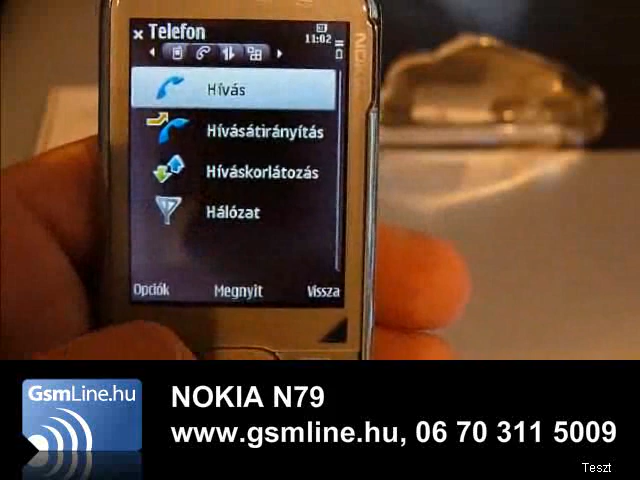 Telefon
11:02
NOKIA
Hívás
Hívásátirányítás
Híváskorlátozás
Hálózat
Opciók Megnyit Vissza
GsmLine.hu
NOKIA N79
www.gsmline.hu, 06 70 311 5009
Teszt